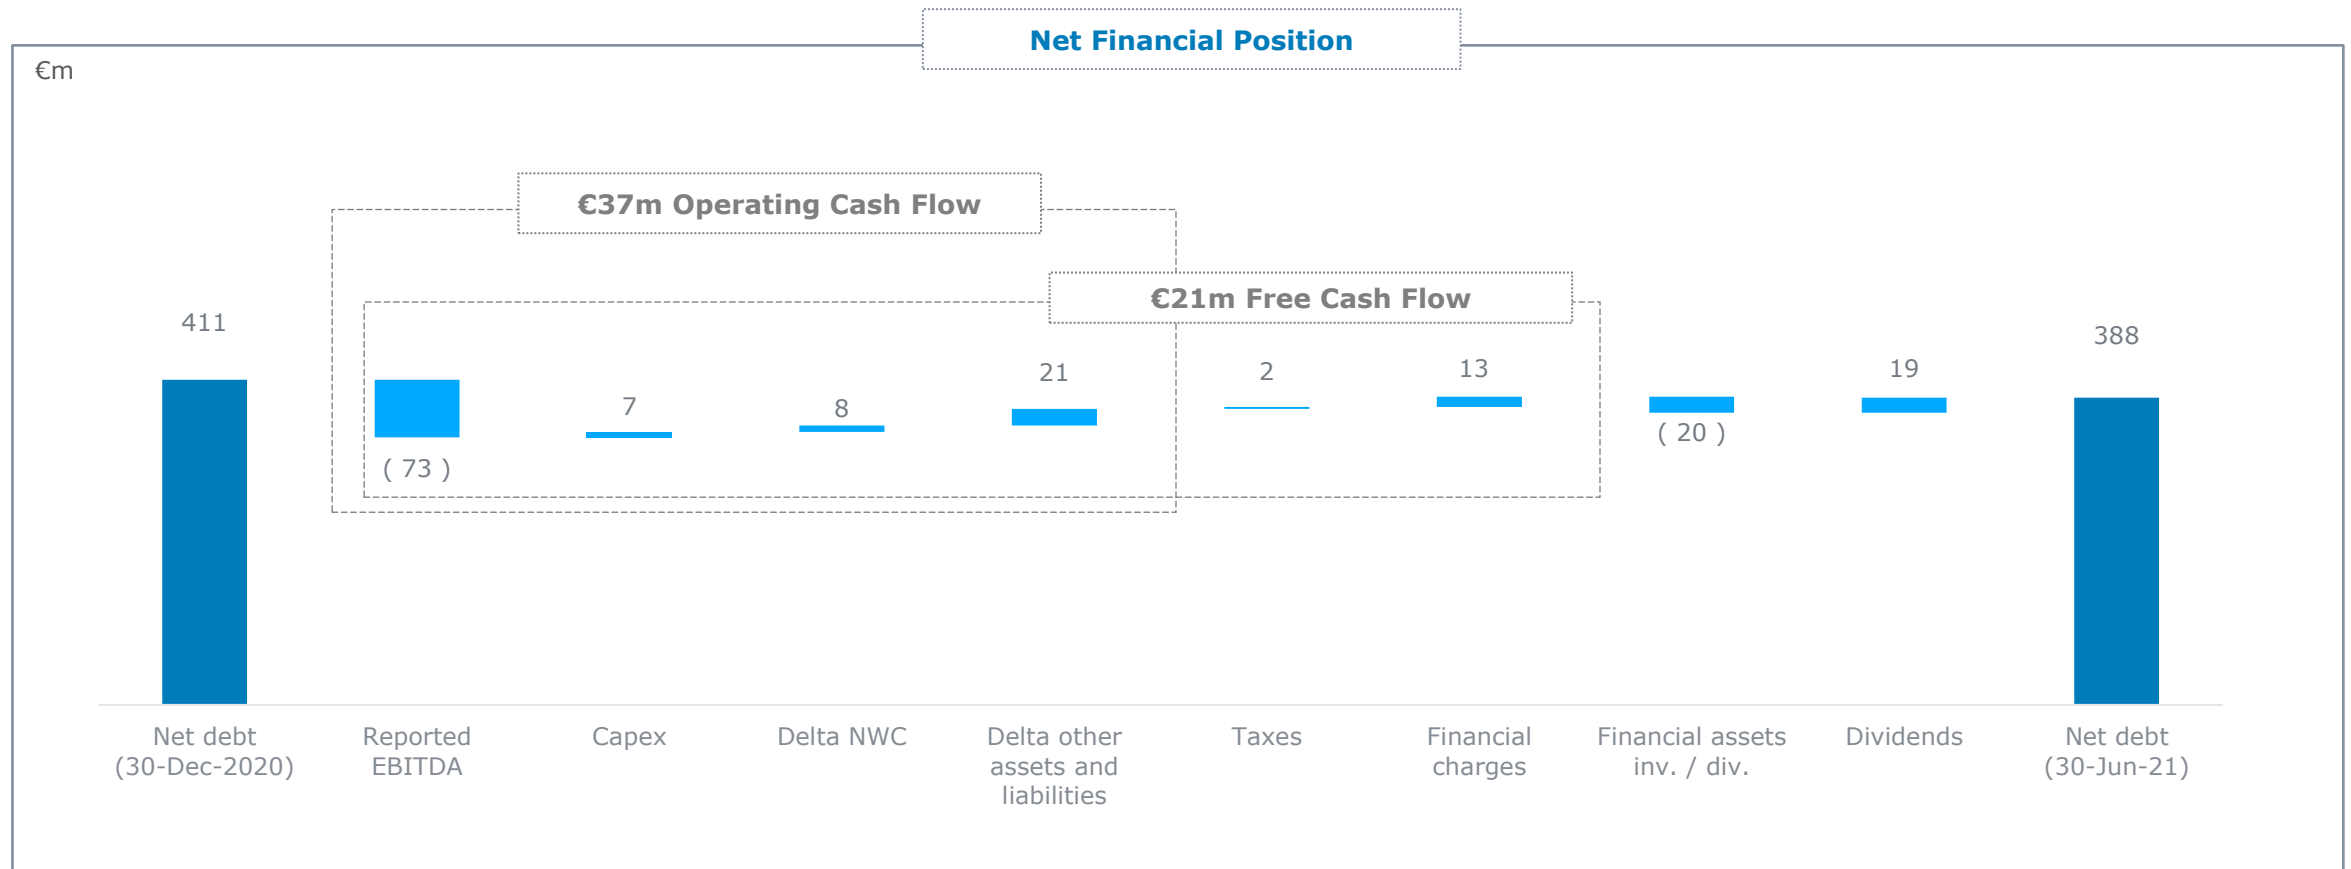 Net Financial Position
€m
€37m Operating Cash Flow
€21m Free Cash Flow
411
( 73 )
7
8
21
2
13
( 20 )
19
388
Net debt
(30-Dec-2020)
Reported
EBITDA
Capex
Delta NWC
Delta other
assets and
liabilities
Taxes
Financial
charges
Financial assets
inv. / div.
Dividends
Net debt
(30-Jun-21)